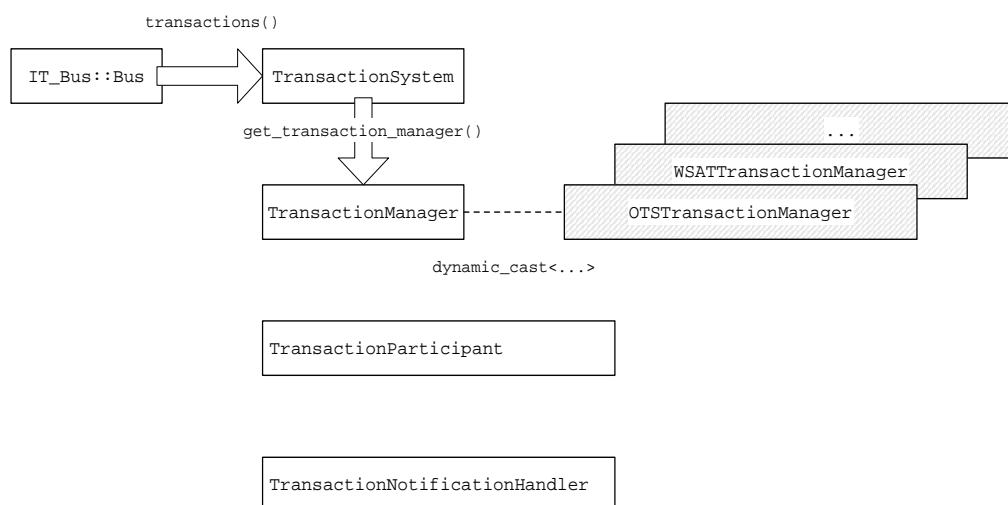 transactions()
IT_Bus::Bus
TransactionSystem
get_transaction_manager()
...
WSATTransactionManager
TransactionManager
OTSTransactionManager
dynamic_cast<...>
TransactionParticipant
TransactionNotificationHandler